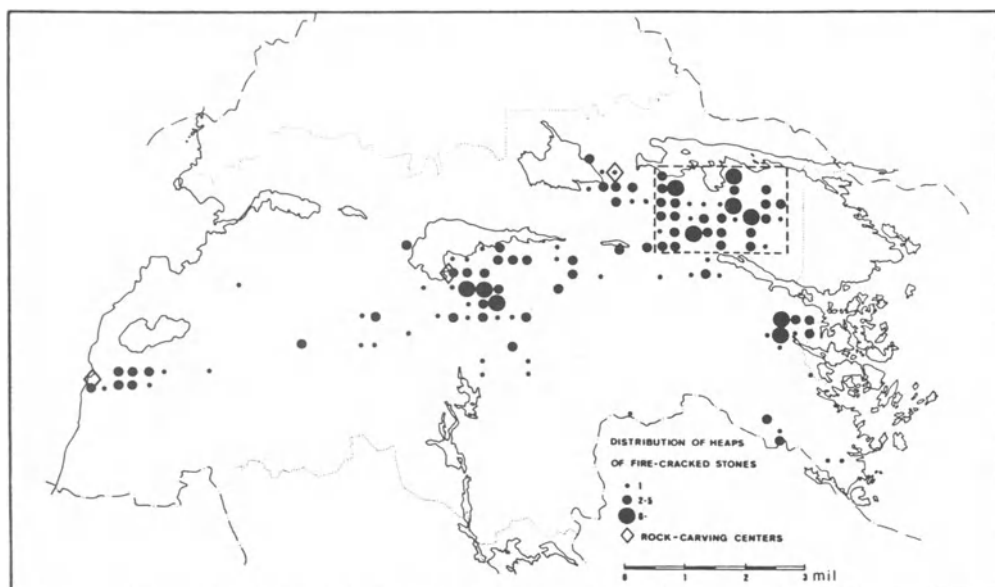 DISTRIBUTION OF HEAPS
OF FIRE-CRACKED STONES
1
2-5
6-
ROCK-CARVING CENTERS
0 1 2 3 mil